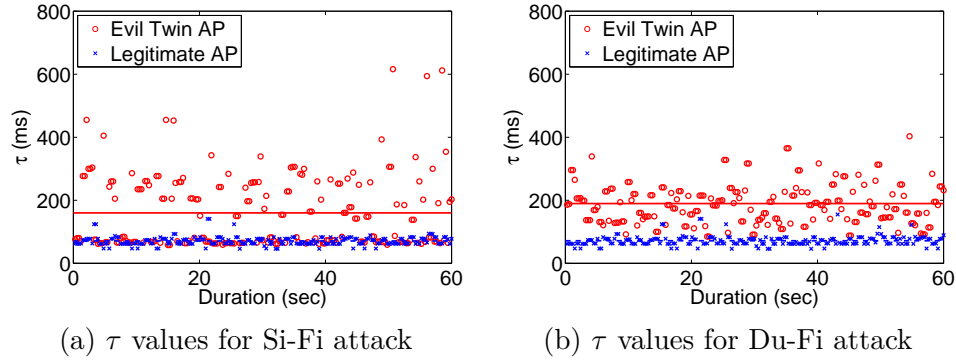 800
600
400
200
0
τ (ms)
Evil Twin AP
Legitimate AP
0 20 40 60
Duration (sec)
(a) τ values for Si-Fi attack
800
600
400
200
0
τ (ms)
Evil Twin AP
Legitimate AP
0 20 40 60
Duration (sec)
(b) τ values for Du-Fi attack